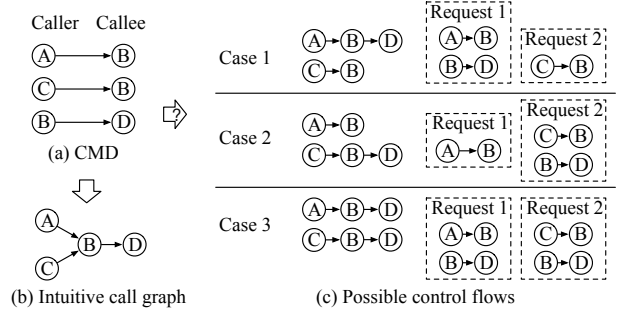 Caller Callee
A B
C B
B D
(a) CMD
?
A
B D
C
(b) Intuitive call graph
Case 1
A B D
C B
Request 1
A B
B D
Request 2
C B
Case 2
A B
C B D
Request 1
A B
Request 2
C B
B D
Case 3
A B D
C B D
Request 1
A B
B D
Request 2
C B
B D
(c) Possible control flows